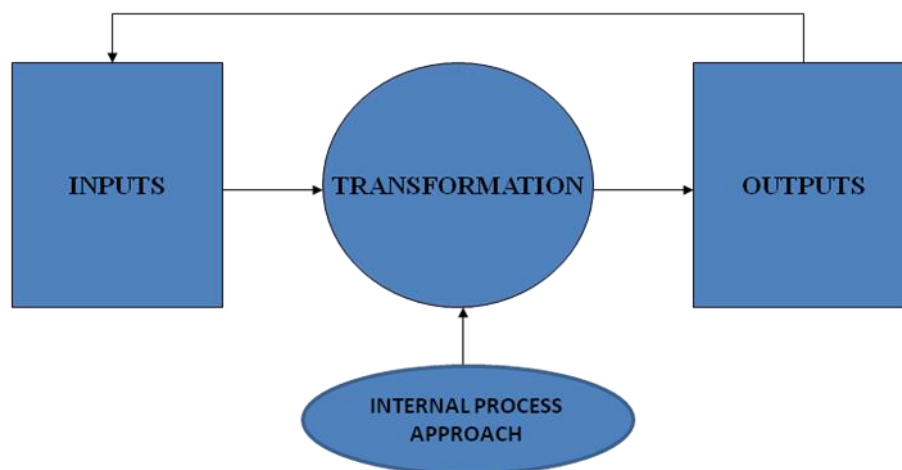 INPUTS
TRANSFORMATION
OUTPUTS
INTERNAL PROCESS
APPROACH